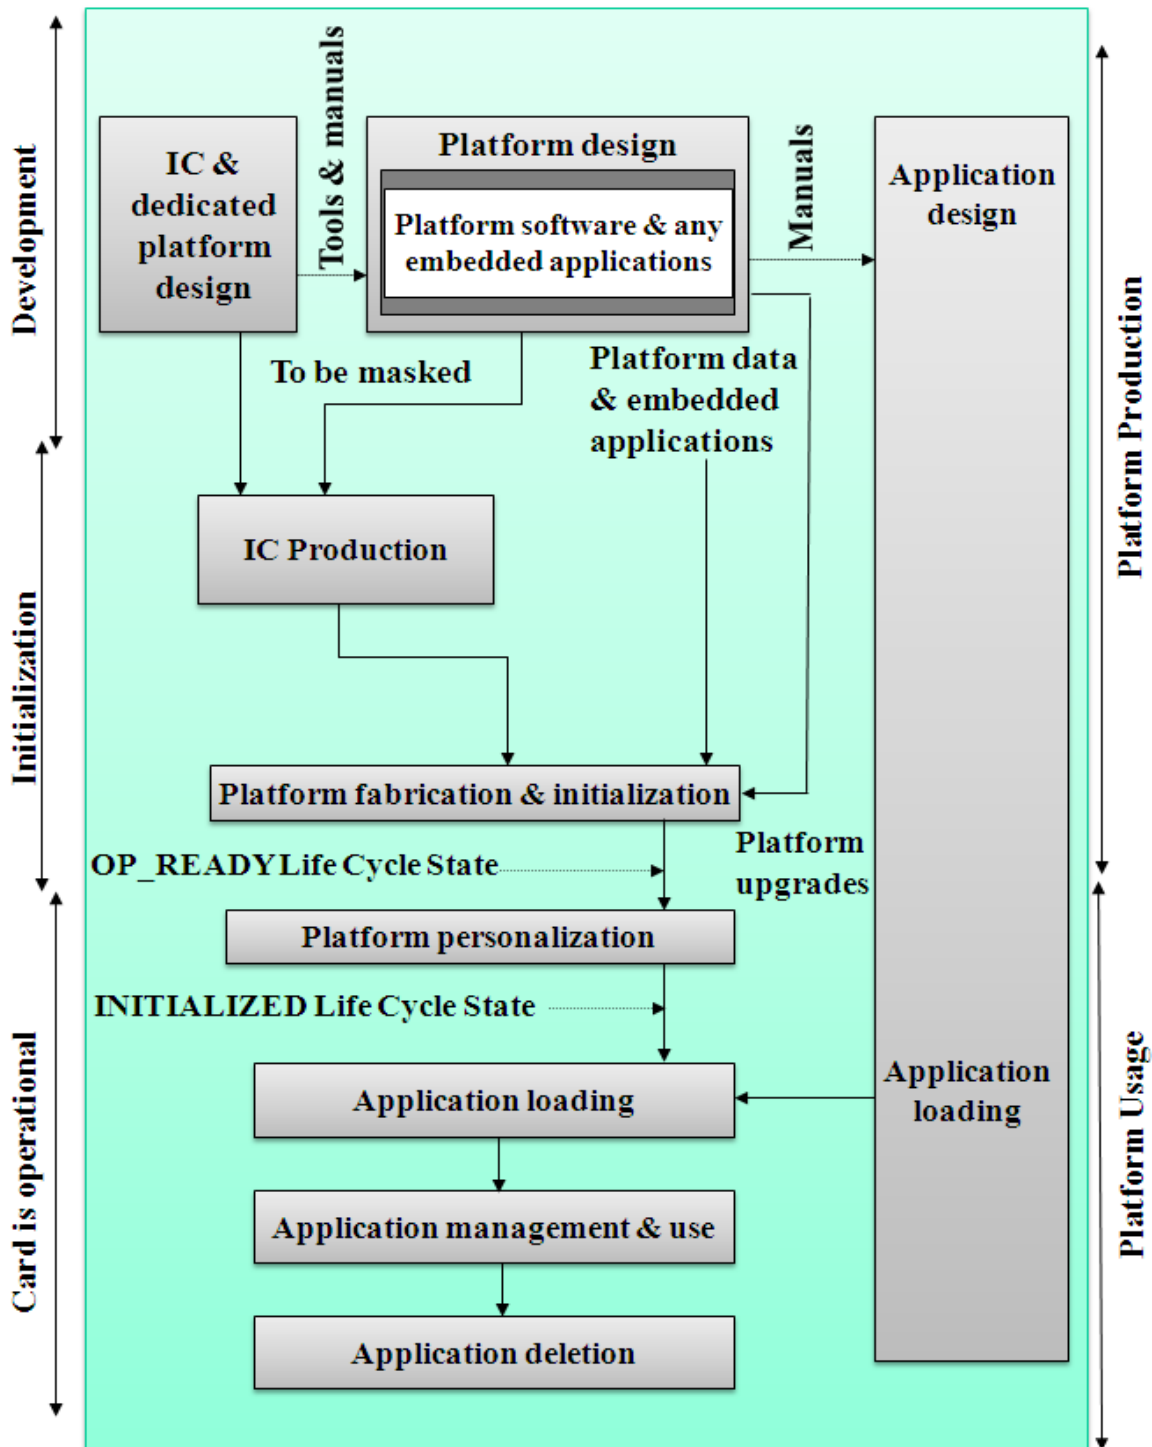 Development
Initialization
Card is operational
IC &
dedicated
platform
design
Tools & manuals
Platform design
Platform software & any
embedded applications
Manuals
Application
design
To be masked
Platform data
& embedded
applications
IC Production
Platform fabrication & initialization
OP_READY Life Cycle State
Platform
upgrades
Platform personalization
INITIALIZED Life Cycle State
Application loading
Application
loading
Application management & use
Application deletion
Platform Production
Platform Usage